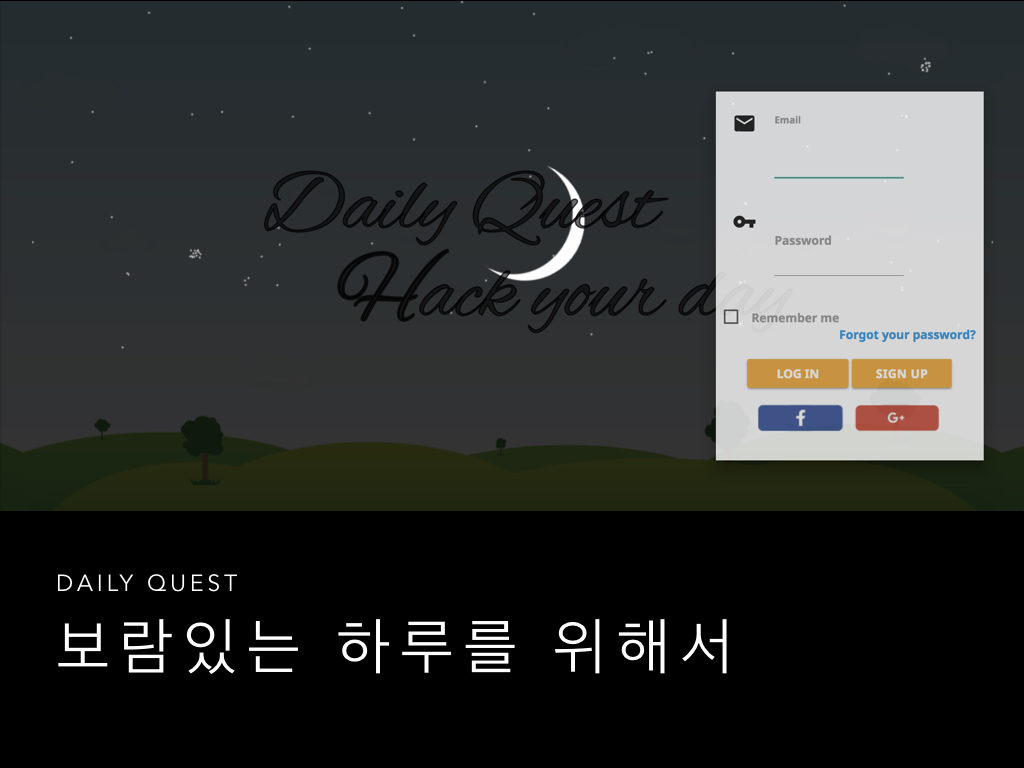 Daily Quest
Hack your day
Email
Password
Remember me
Forgot your password?
LOG IN
SIGN UP
f
G+
DAILY QUEST
보람있는 하루를 위해서